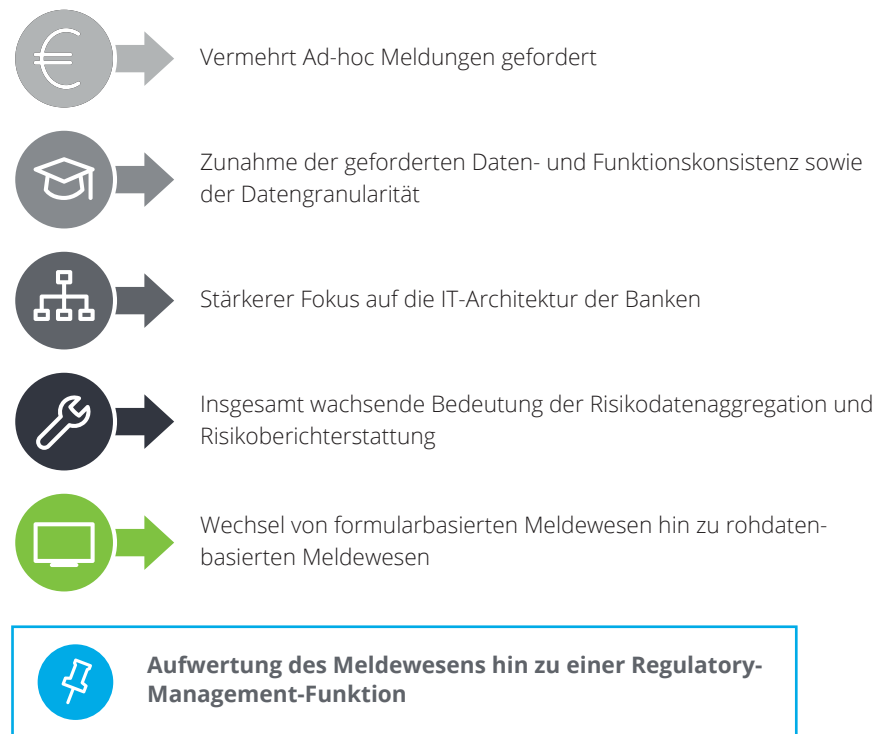 Vermehrt Ad-hoc Meldungen gefordert
Zunahme der geforderten Daten- und Funktionskonsistenz sowie
der Datengranularität
Stärkerer Fokus auf die IT-Architektur der Banken
Insgesamt wachsende Bedeutung der Risikodatenaggregation und
Risikoberichterstattung
Wechsel von formularbasierten Meldewesen hin zu rohdaten-
basierten Meldewesen
Aufwertung des Meldewesens hin zu einer Regulatory-
Management-Funktion